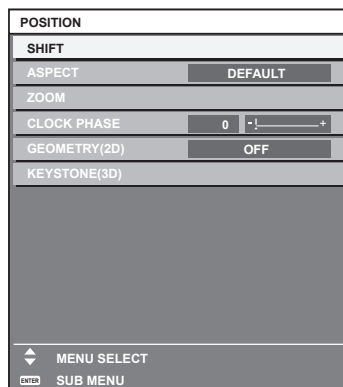 POSITION
SHIFT
ASPECT DEFAULT
ZOOM
CLOCK PHASE 0 - +
GEOMETRY(2D) OFF
KEYSTONE(3D)
MENU SELECT
ENTER SUB MENU